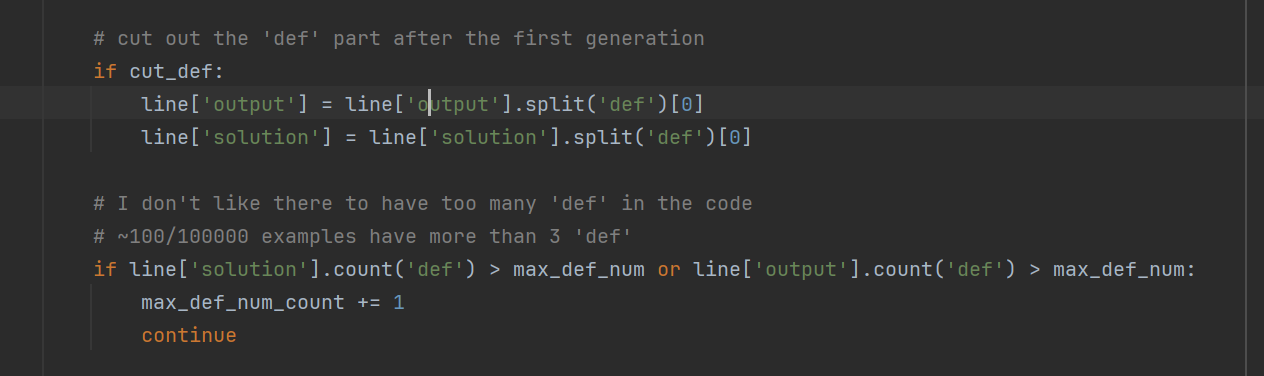 # cut out the 'def' part after the first generation
if cut_def:
    line['output'] = line['output'].split('def')[0]
    line['solution'] = line['solution'].split('def')[0]

# I don't like there to have too many 'def' in the code
# ~100/100000 examples have more than 3 'def'
if line['solution'].count('def') > max_def_num or line['output'].count('def') > max_def_num:
    max_def_num_count += 1
    continue